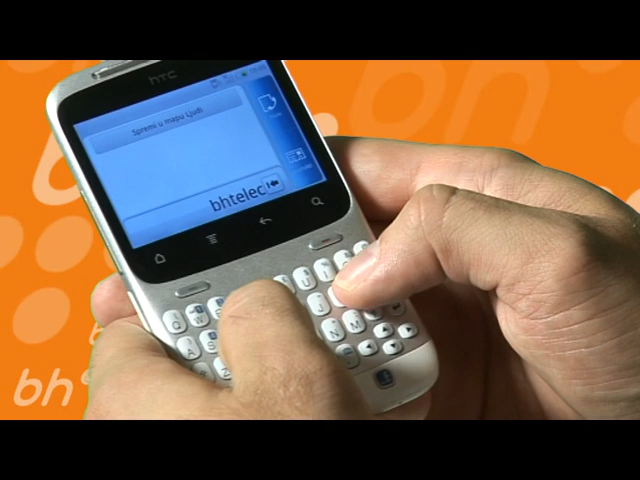 hTC
Spremi u mapu Ljudi
bhtelec
Q W
U I
A S
J
Z
N M
bh
bh
bh